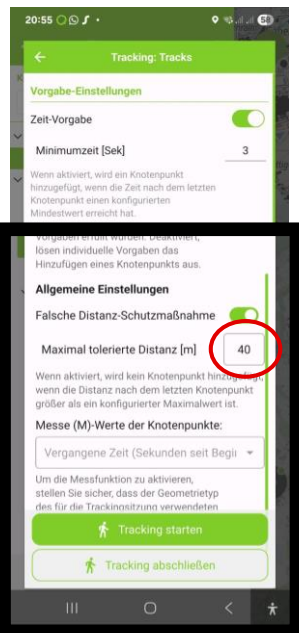 20:55
50
Tracking: Tracks
K
Vorgabe-Einstellungen
Zeit-Vorgabe
Minimumzeit [Sek] 3
Wenn aktiviert, wird ein Knotenpunkt
hinzugefügt, wenn die Zeit nach dem letzten
Knotenpunkt einen konfigurierten
Mindestwert erreicht hat.
Vorgaben erfüllt wurden. Deaktiviert,
lösen individuelle Vorgaben das
Hinzufügen eines Knotenpunkts aus.
Allgemeine Einstellungen
Falsche Distanz-Schutzmaßnahme
Maximal tolerierte Distanz [m] 40
Wenn aktiviert, wird kein Knotenpunkt hinzugefügt,
wenn die Distanz nach dem letzten Knotenpunkt
größer als ein konfigurierter Maximalwert ist.
Messe (M)-Werte der Knotenpunkte:
Vergangene Zeit (Sekunden seit Begii
Um die Messfunktion zu aktivieren,
stellen Sie sicher, dass der Geometrietyp
des für die Trackingsitzung verwendeten
Tracking starten
Tracking abschließen